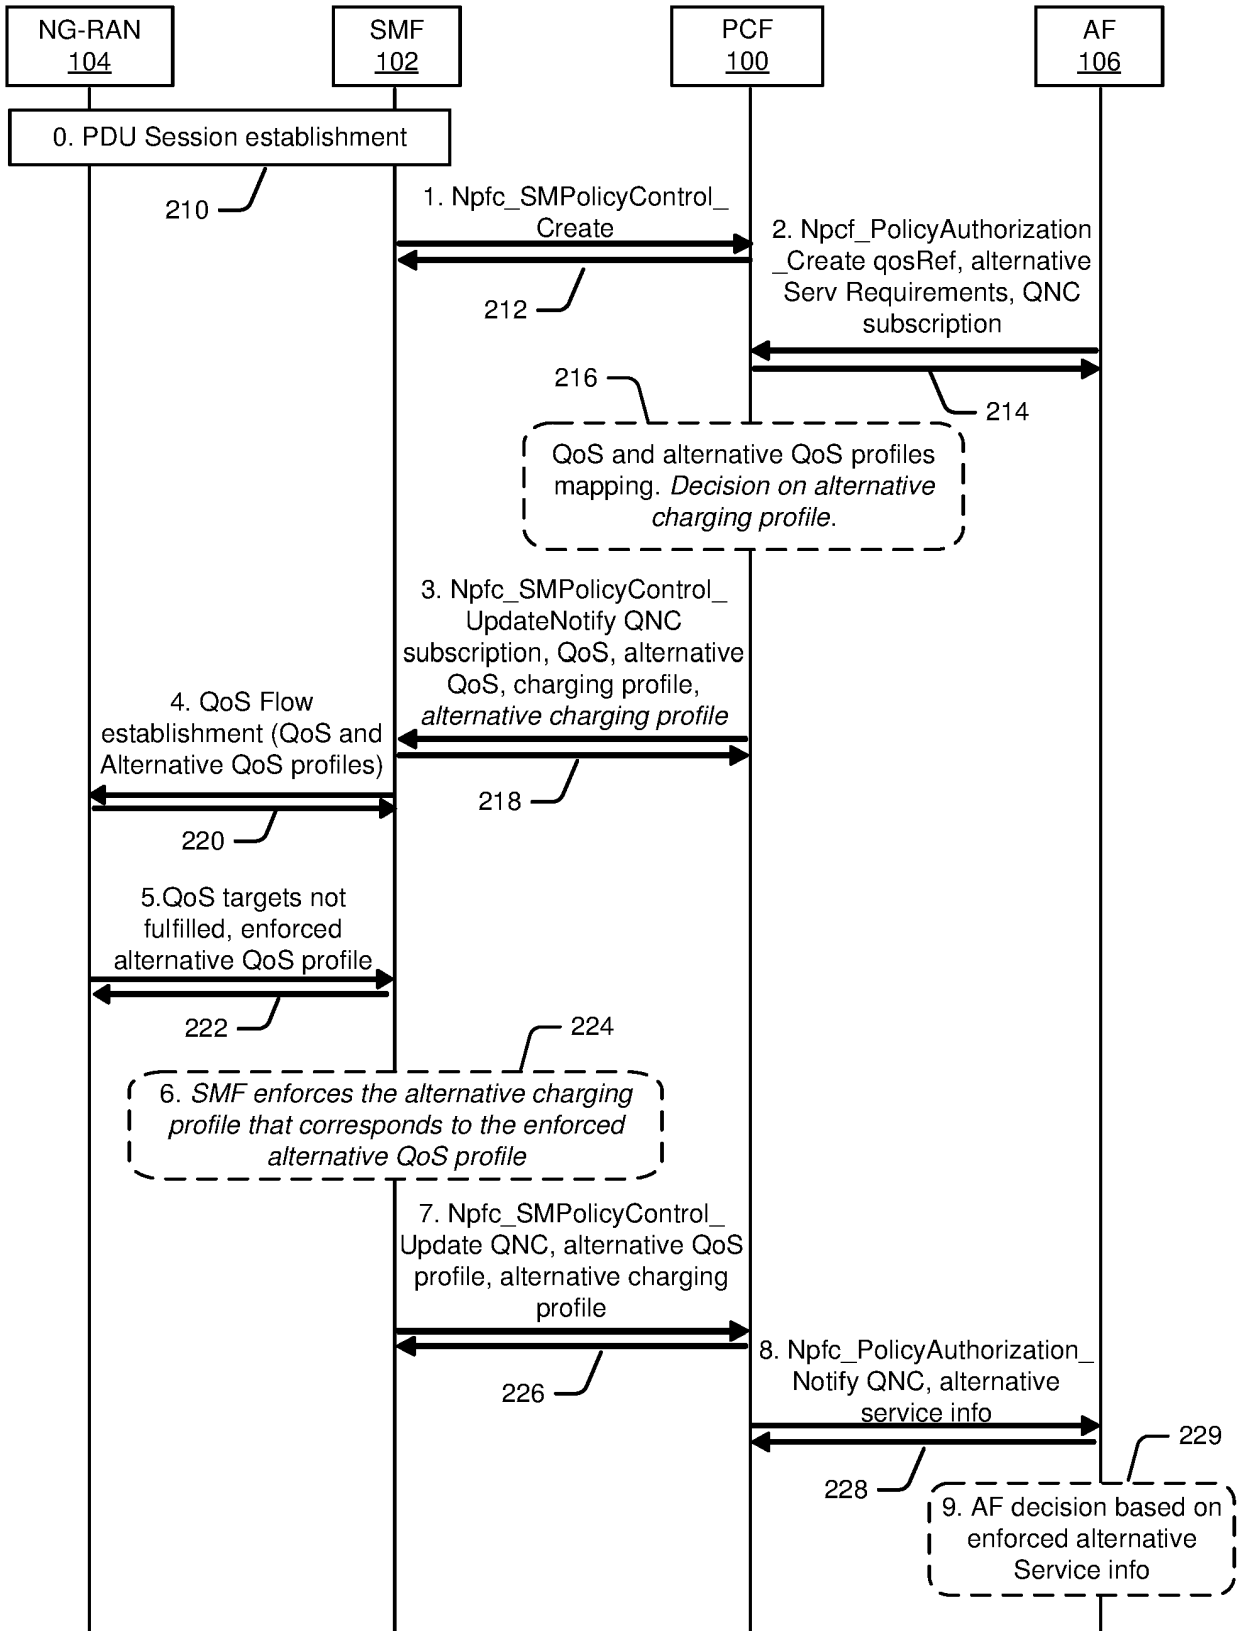 NG-RAN
104
SMF
102
PCF
100
AF
106
0. PDU Session establishment
210
1. Npfc_SMPolicyControl_
Create
212
2. Npcf_PolicyAuthorization
_Create qosRef, alternative
Serv Requirements, QNC
subscription
214
216
QoS and alternative QoS profiles
mapping. Decision on alternative
charging profile.
3. Npfc_SMPolicyControl_
UpdateNotify QNC
subscription, QoS, alternative
QoS, charging profile,
alternative charging profile
218
4. QoS Flow
establishment (QoS and
Alternative QoS profiles)
220
5.QoS targets not
fulfilled, enforced
alternative QoS profile
222
224
6. SMF enforces the alternative charging
profile that corresponds to the enforced
alternative QoS profile
7. Npfc_SMPolicyControl_
Update QNC, alternative QoS
profile, alternative charging
profile
226
8. Npfc_PolicyAuthorization_
Notify QNC, alternative
service info
228
229
9. AF decision based on
enforced alternative
Service info